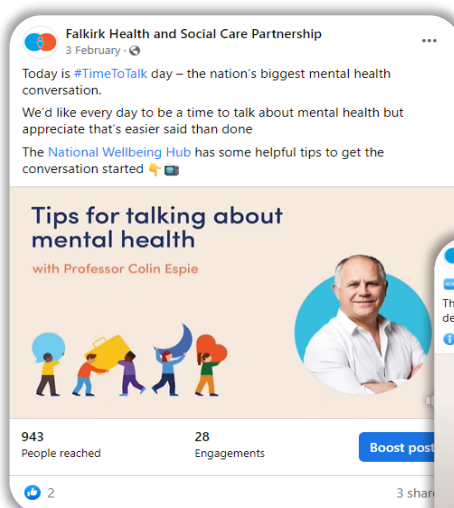 Falkirk Health and Social Care Partnership
3 February ·
Today is #TimeToTalk day – the nation's biggest mental health
conversation.
We'd like every day to be a time to talk about mental health but
appreciate that's easier said than done
The National Wellbeing Hub has some helpful tips to get the
conversation started
Tips for talking about
mental health
with Professor Colin Espie
943
People reached
28
Engagements
Boost post
2
3